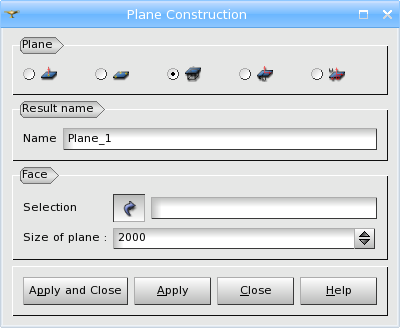 Plane Construction
Plane
Result name
Name Plane_1
Face
Selection
Size of plane : 2000
Apply and Close Apply Close Help